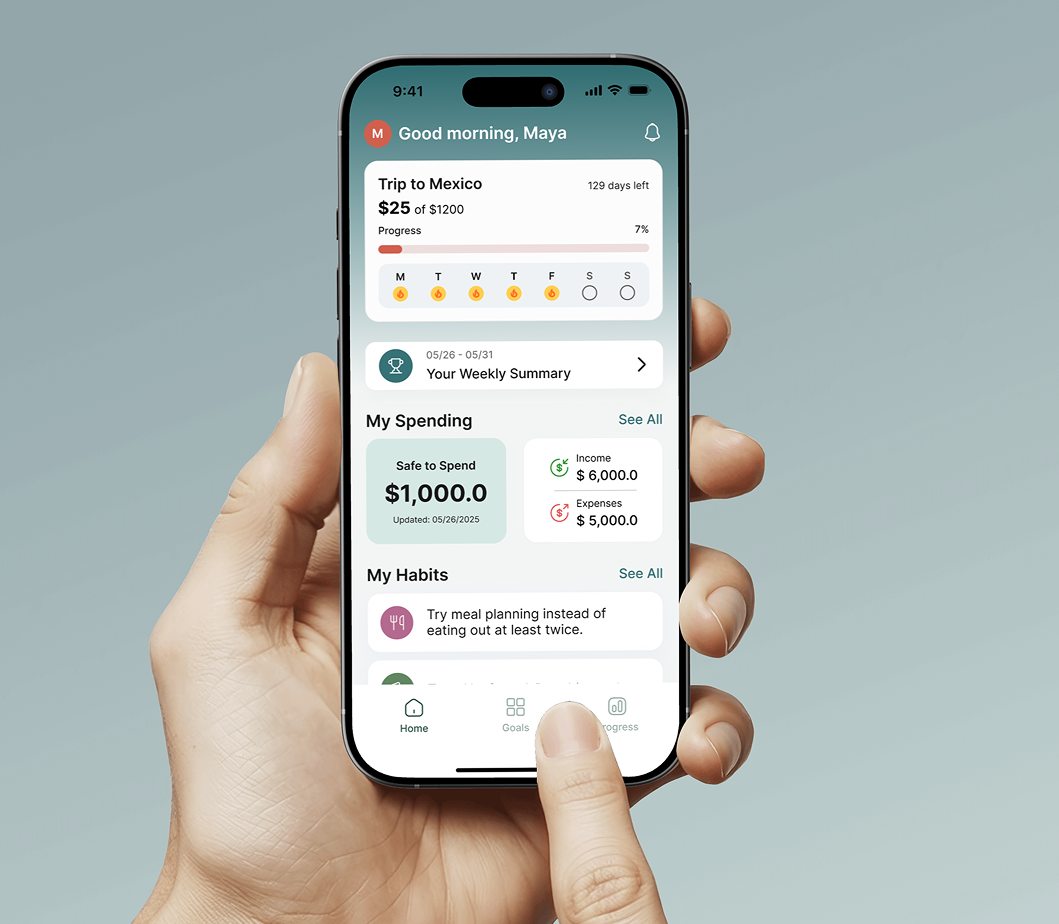 9:41
M Good morning, Maya
Trip to Mexico 129 days left
$25 of $1200
Progress 7%
M T W T F S S
05/26 - 05/31
Your Weekly Summary
My Spending See All
Safe to Spend
$1,000.0
Updated: 05/26/2025
Income
$ 6,000.0
Expenses
$ 5,000.0
My Habits See All
Try meal planning instead of
eating out at least twice.
Home Goals rogress